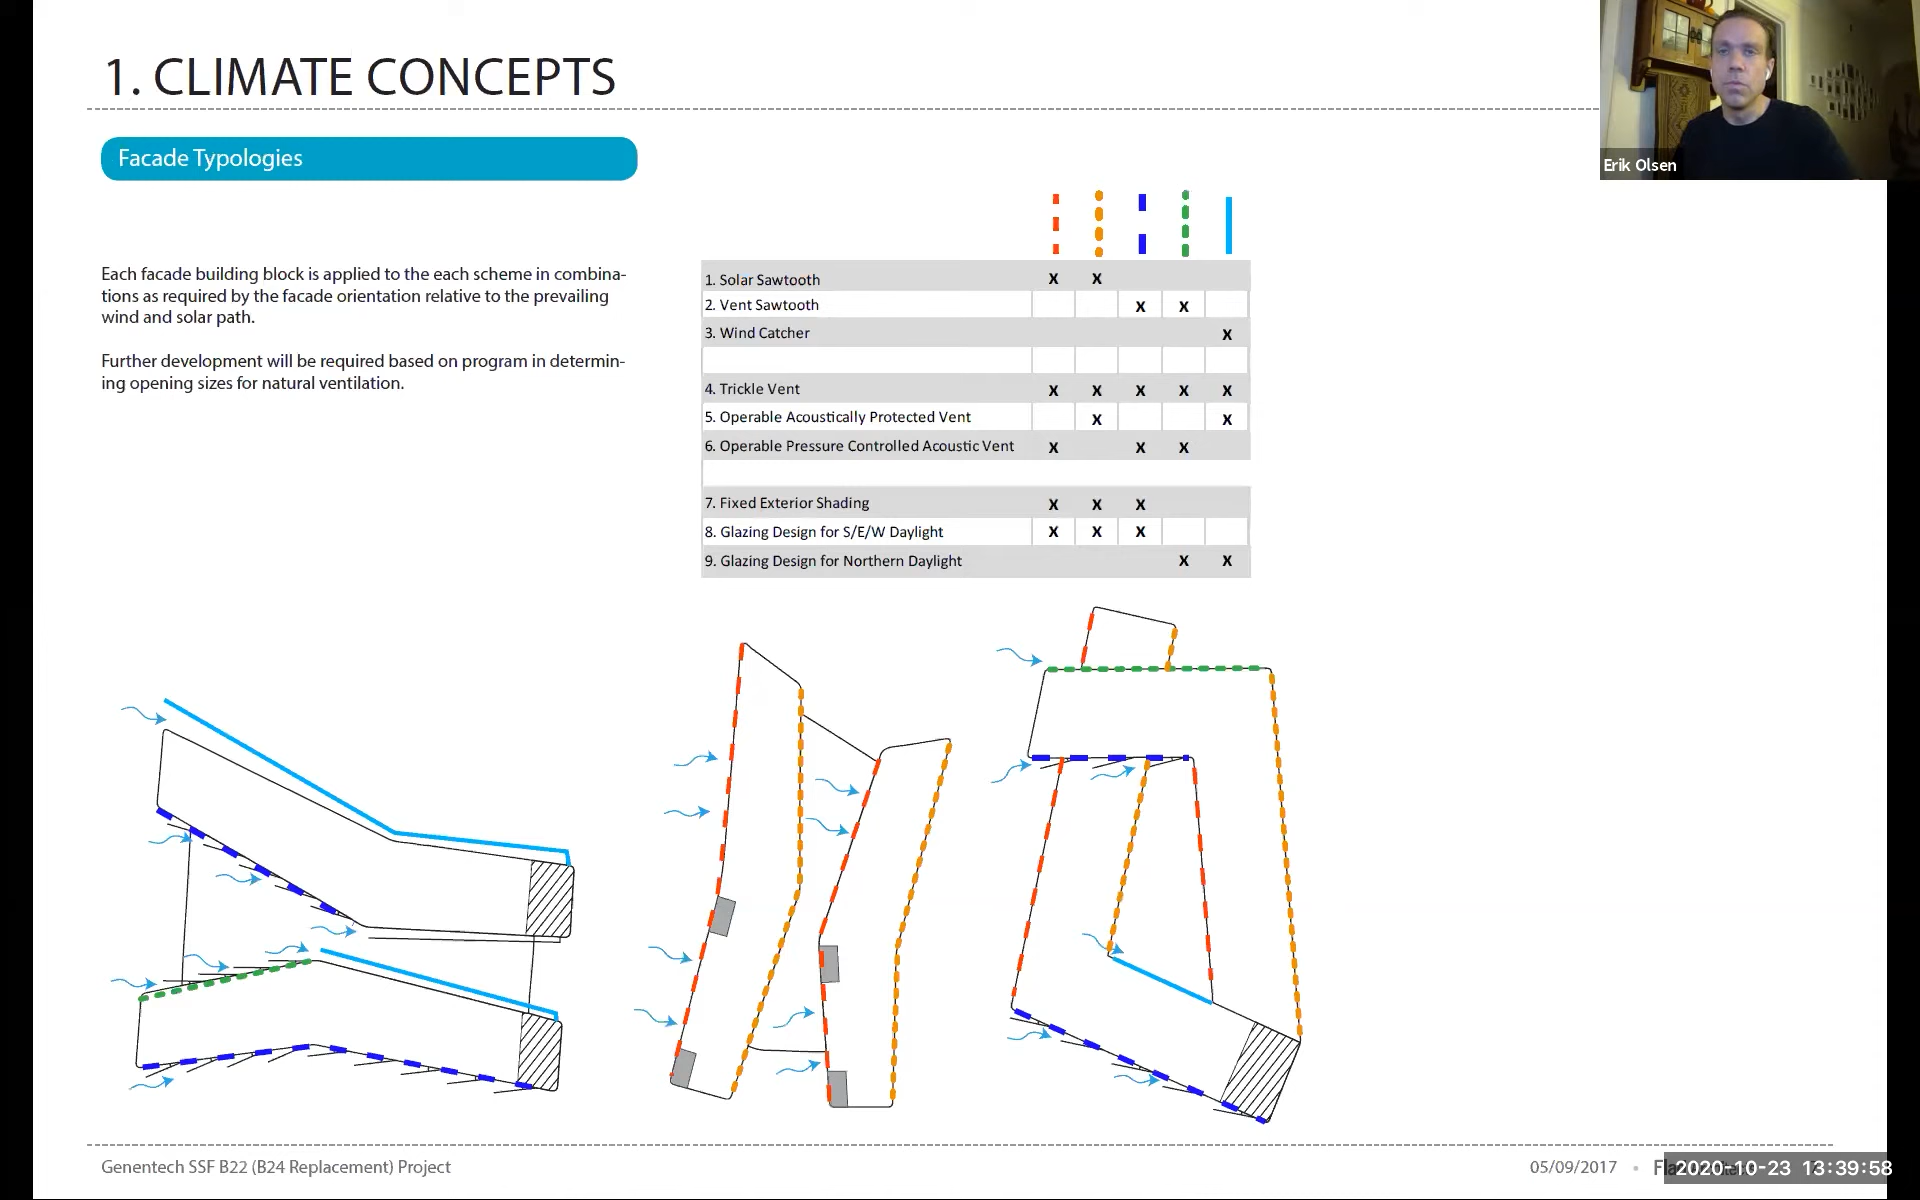 1. CLIMATE CONCEPTS
Erik Olsen
Facade Typologies
Each facade building block is applied to the each scheme in combina-
tions as required by the facade orientation relative to the prevailing
wind and solar path.
Further development will be required based on program in determin-
ing opening sizes for natural ventilation.
1. Solar Sawtooth X X
2. Vent Sawtooth X X
3. Wind Catcher X
4. Trickle Vent X X X X X
5. Operable Acoustically Protected Vent X X
6. Operable Pressure Controlled Acoustic Vent X X X
7. Fixed Exterior Shading X X X
8. Glazing Design for S/E/W Daylight X X X
9. Glazing Design for Northern Daylight X X
Genentech SSF B22 (B24 Replacement) Project
05/09/2017 •
2020-10-23 13:39:58